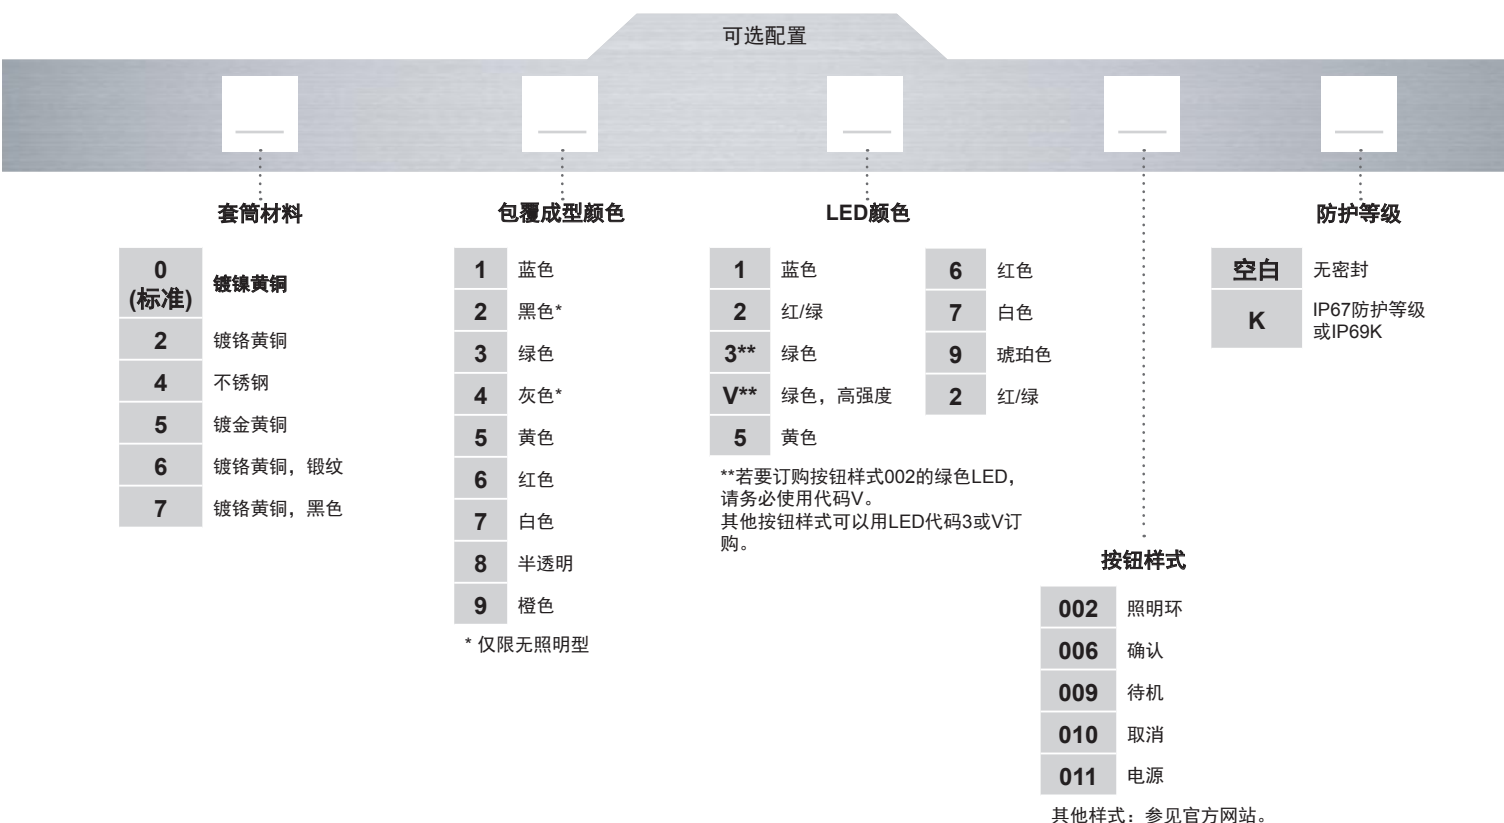 可选配置
套筒材料
0
(标准)
镀镍黄铜
2 镀铬黄铜
4 不锈钢
5 镀金黄铜
6 镀铬黄铜，锻纹
7 镀铬黄铜，黑色
包覆成型颜色
1 蓝色
2 黑色*
3 绿色
4 灰色*
5 黄色
6 红色
7 白色
8 半透明
9 橙色
* 仅限无照明型
LED颜色
1 蓝色
2 红/绿
3** 绿色
V** 绿色，高强度
5 黄色
6 红色
7 白色
9 琥珀色
2 红/绿
**若要订购按钮样式002的绿色LED，
请务必使用代码V。
其他按钮样式可以用LED代码3或V订
购。
按钮样式
002 照明环
006 确认
009 待机
010 取消
011 电源
其他样式：参见官方网站。
防护等级
空白 无密封
K IP67防护等级
或IP69K